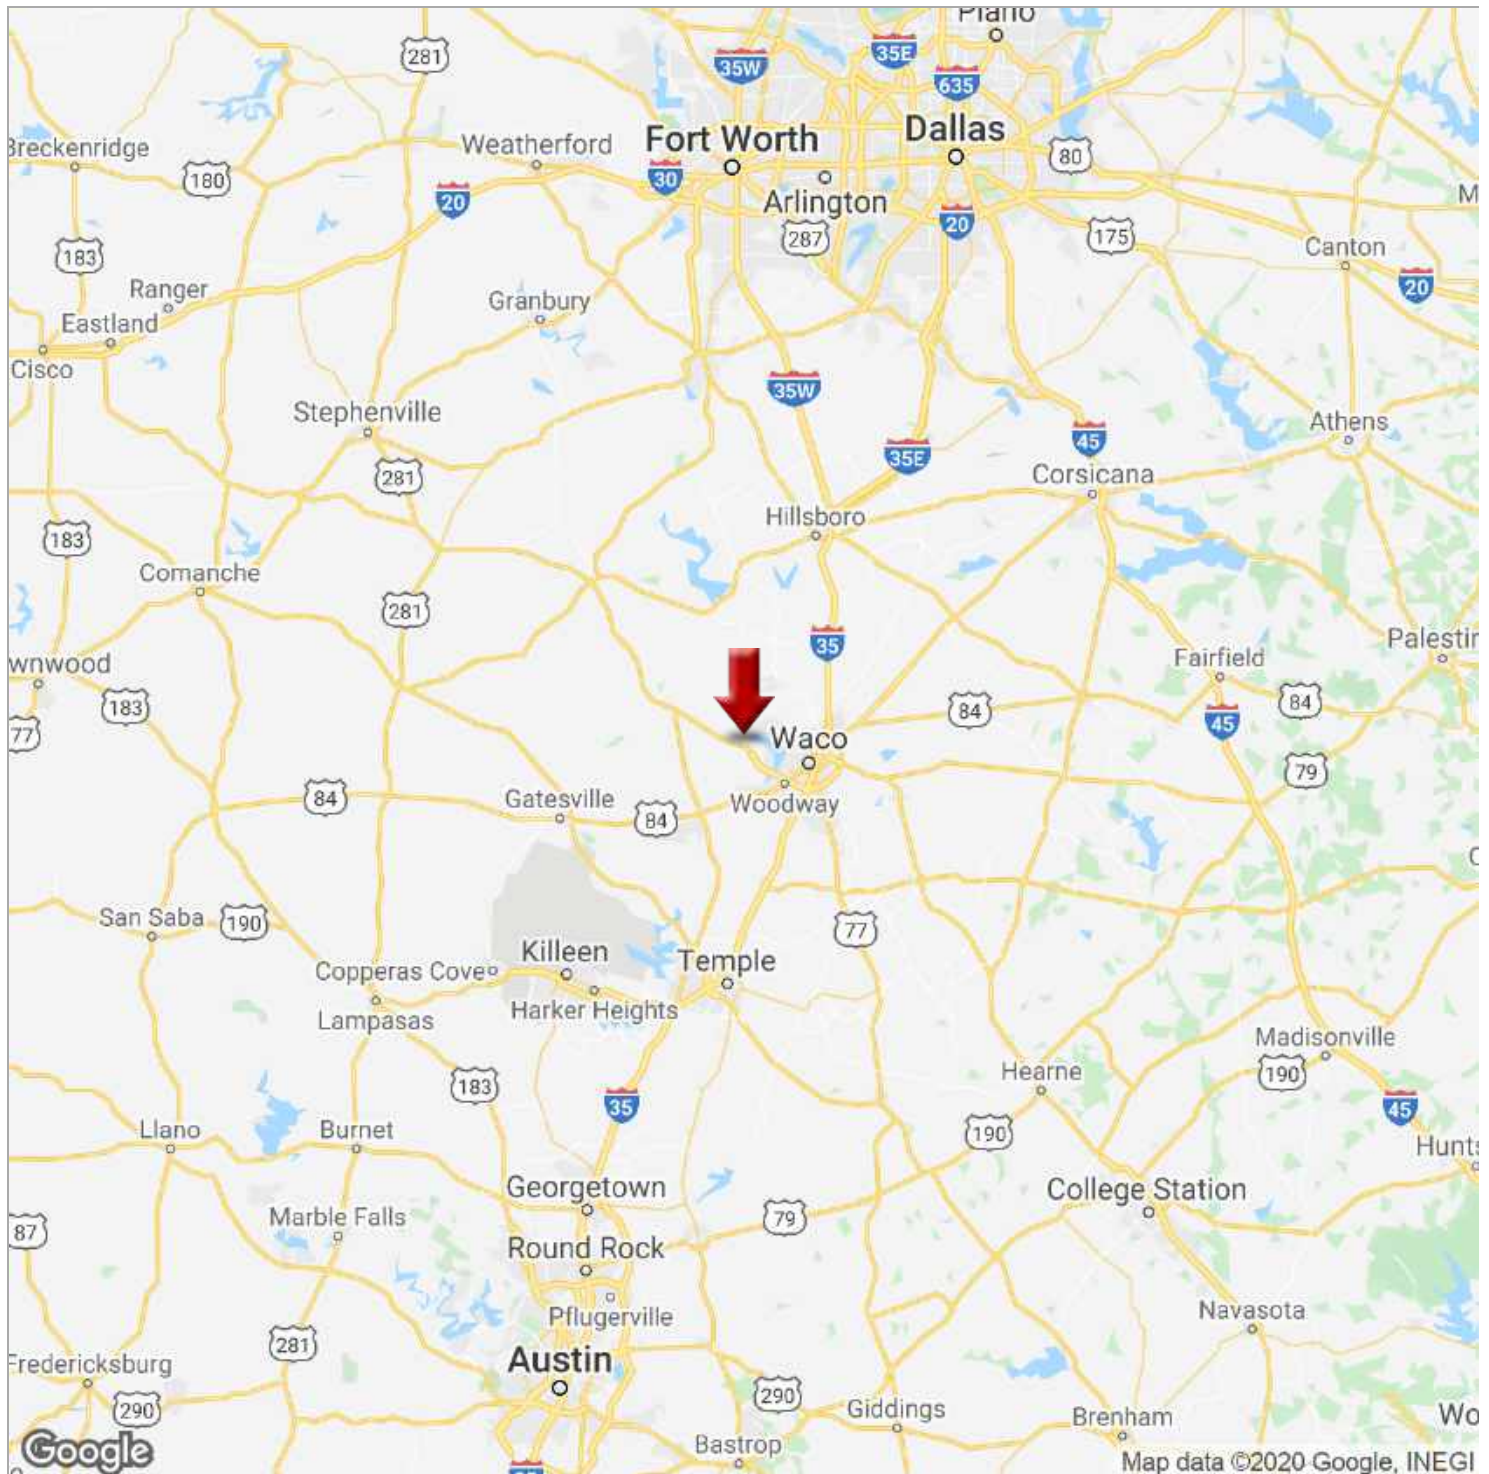 Plano
281
35W
35E
635
Breckenridge
Weatherford
Fort Worth
Dallas
80
180
30
20
Arlington
M
287
20
175
183
Canton
Ranger
Granbury
20
Eastland
Cisco
35W
Stephenville
Athens
45
35E
281
Corsicana
Hillsboro
183
Comanche
281
35
Palestin
wnwood
Fairfield
183
84
84
77
45
Waco
79
84
Gatesville
Woodway
84
C
San Saba
190
77
Killeen
Temple
Copperas Cove
Harker Heights
Lampasas
Madisonville
Hearne
190
183
35
45
Llano
Burnet
190
Hunts
Georgetown
College Station
Marble Falls
79
87
Round Rock
Pflugerville
Navasota
281
Austin
Fredericksburg
290
290
Giddings
Brenham
Wo
Google
Bastrop
Map data ©2020 Google, INEGI